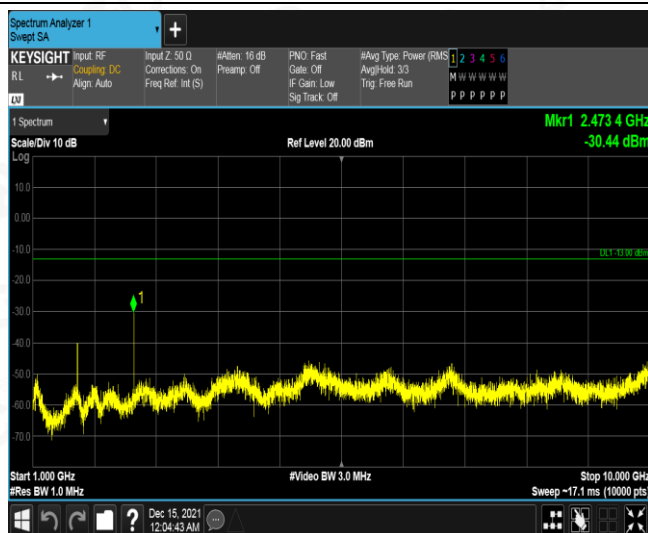 Spectrum Analyzer 1
Swept SA
+
KEYSIGHT
RL
Input: RF
Coupling: DC
Align: Auto
Input Z: 50 Ω
Corrections: On
Freq Ref: Int (S)
#Atten: 16 dB
Preamp: Off
PNO: Fast
Gate: Off
IF Gain: Low
Sig Track: Off
#Avg Type: Power (RMS
Avg|Hold: 3/3
Trig: Free Run
1 2 3 4 5 6
M W W W W W
P P P P P P
1 Spectrum
Scale/Div 10 dB
Ref Level 20.00 dBm
Mkr1 2.473 4 GHz
-30.44 dBm
Log
10.0
0.00
-10.0
DL1 -13.00 dBm
-20.0
1
-30.0
-40.0
-50.0
-60.0
-70.0
Start 1.000 GHz
#Video BW 3.0 MHz
Stop 10.000 GHz
#Res BW 1.0 MHz
Sweep ~17.1 ms (10000 pts)
?
Dec 15, 2021
12:04:43 AM